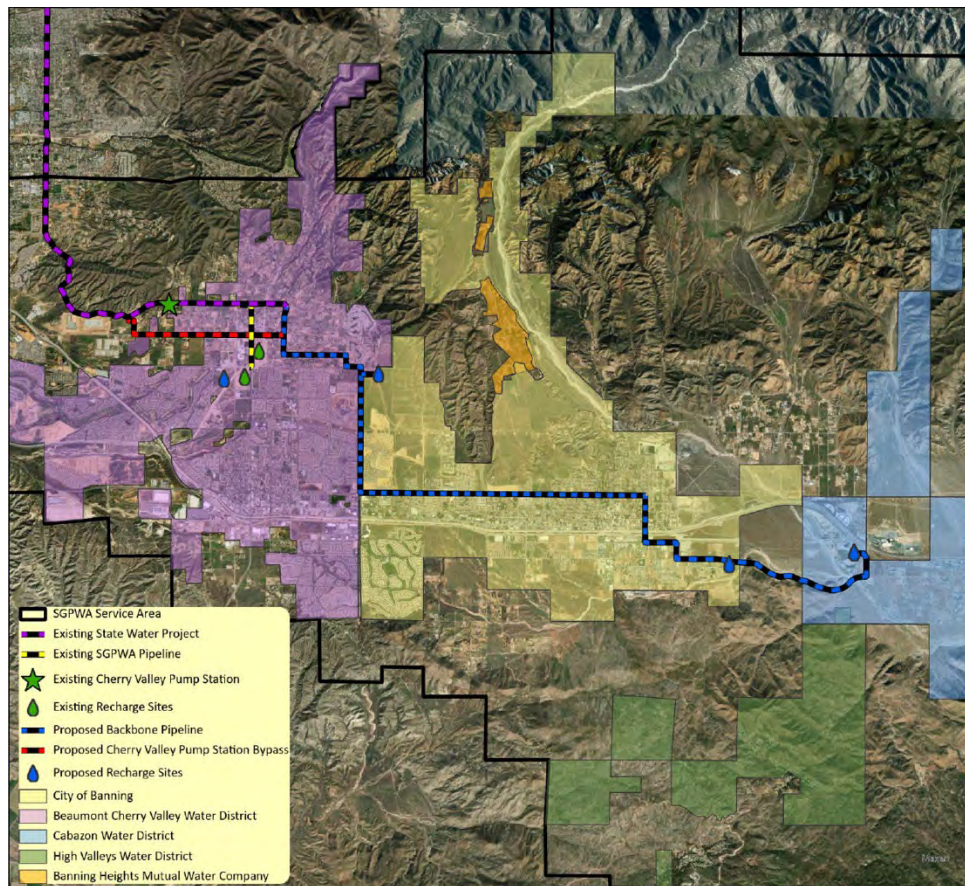 SGPWA Service Area
Existing State Water Project
Existing SGPWA Pipeline
Existing Cherry Valley Pump Station
Existing Recharge Sites
Proposed Backbone Pipeline
Proposed Cherry Valley Pump Station Bypass
Proposed Recharge Sites
City of Banning
Beaumont Cherry Valley Water District
Cabazon Water District
High Valleys Water District
Banning Heights Mutual Water Company
Maxar